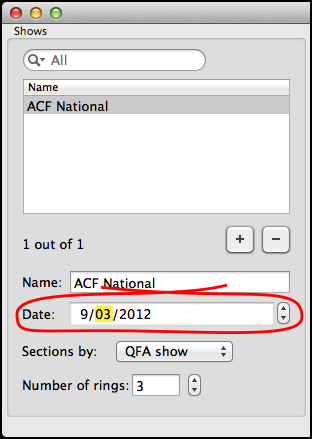 Shows
All
Name
ACF National
1 out of 1
Name: ACF National
Date: 9/03/2012
Sections by: QFA show
Number of rings: 3